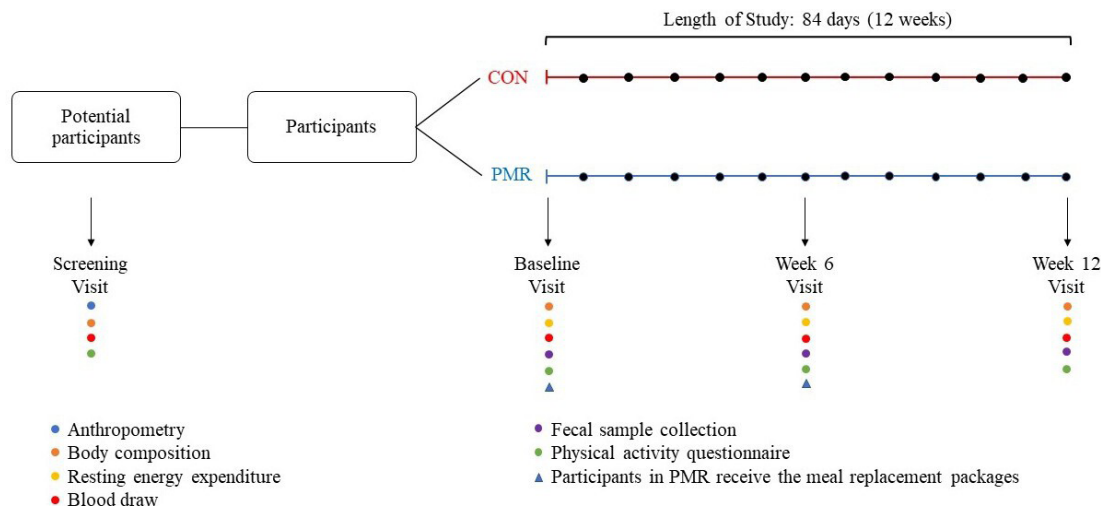 Length of Study: 84 days (12 weeks)
CON
Potential
participants
Participants
PMR
Screening
Visit
Baseline
Visit
Week 6
Visit
Week 12
Visit
Anthropometry
Body composition
Resting energy expenditure
Blood draw
Fecal sample collection
Physical activity questionnaire
Participants in PMR receive the meal replacement packages